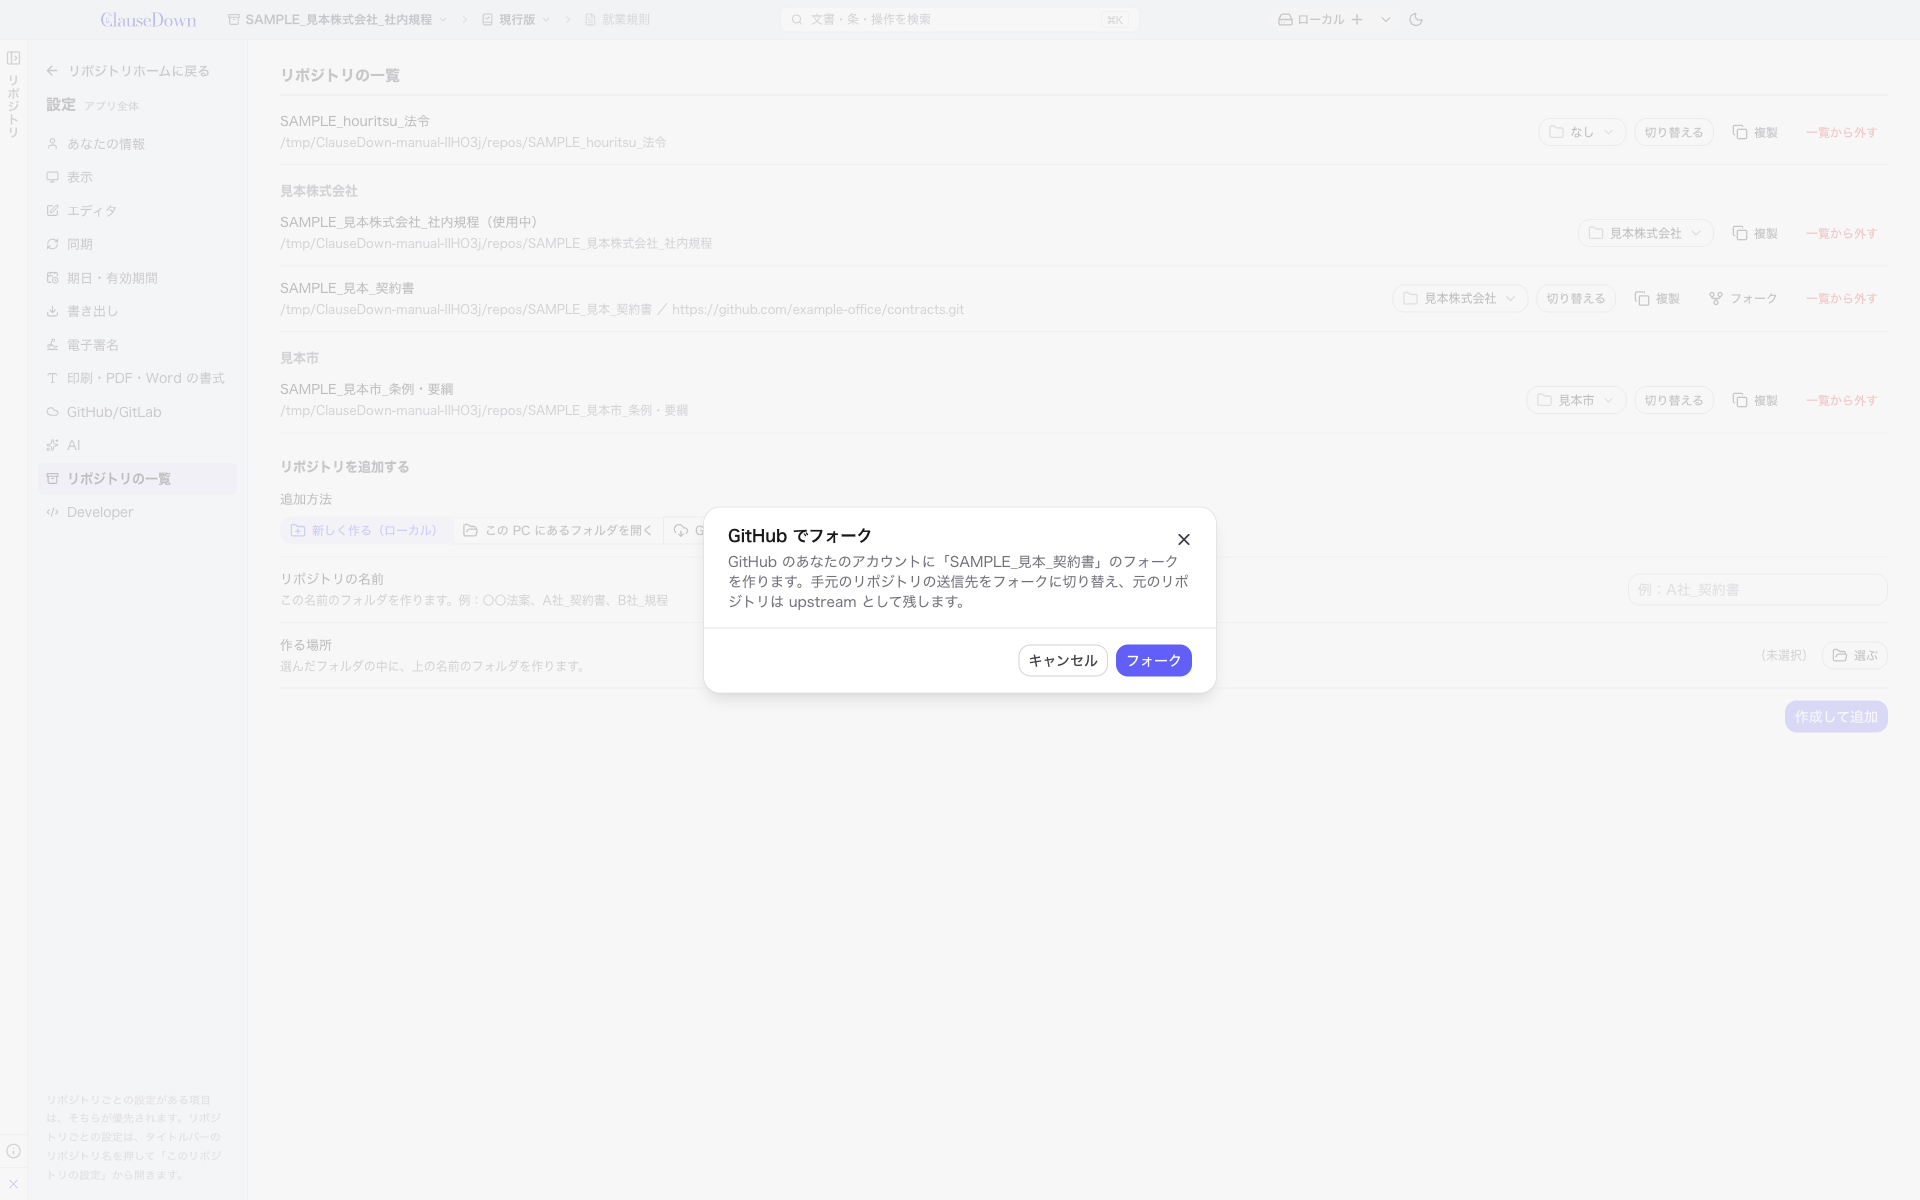 ClauseDown
SAMPLE_見本株式会社_社内規程
現行版
就業規則
文書・条・操作を検索
⌘K
ローカル
リポジトリ
リポジトリホームに戻る
設定 アプリ全体
あなたの情報
表示
エディタ
同期
期日・有効期間
書き出し
電子署名
印刷・PDF・Word の書式
GitHub/GitLab
AI
リポジトリの一覧
Developer
リポジトリごとの設定がある項目
は、そちらが優先されます。リポジ
トリごとの設定は、タイトルバーの
リポジトリ名を押して「このリポジ
トリの設定」から開きます。
リポジトリの一覧
SAMPLE_houritsu_法令
/tmp/ClauseDown-manual-IIHO3j/repos/SAMPLE_houritsu_法令
なし 切り替える 複製 一覧から外す
見本株式会社
SAMPLE_見本株式会社_社内規程（使用中）
/tmp/ClauseDown-manual-IIHO3j/repos/SAMPLE_見本株式会社_社内規程
見本株式会社 複製 一覧から外す
SAMPLE_見本_契約書
/tmp/ClauseDown-manual-IIHO3j/repos/SAMPLE_見本_契約書 ／ https://github.com/example-office/contracts.git
見本株式会社 切り替える 複製 フォーク 一覧から外す
見本市
SAMPLE_見本市_条例・要綱
/tmp/ClauseDown-manual-IIHO3j/repos/SAMPLE_見本市_条例・要綱
見本市 切り替える 複製 一覧から外す
リポジトリを追加する
追加方法
新しく作る（ローカル） この PC にあるフォルダを開く G
リポジトリの名前
この名前のフォルダを作ります。例：〇〇法案、A社_契約書、B社_規程
例：A社_契約書
作る場所
選んだフォルダの中に、上の名前のフォルダを作ります。
（未選択） 選ぶ
作成して追加
GitHub でフォーク
GitHub のあなたのアカウントに「SAMPLE_見本_契約書」のフォーク
を作ります。手元のリポジトリの送信先をフォークに切り替え、元のリポ
ジトリは upstream として残します。
キャンセル フォーク